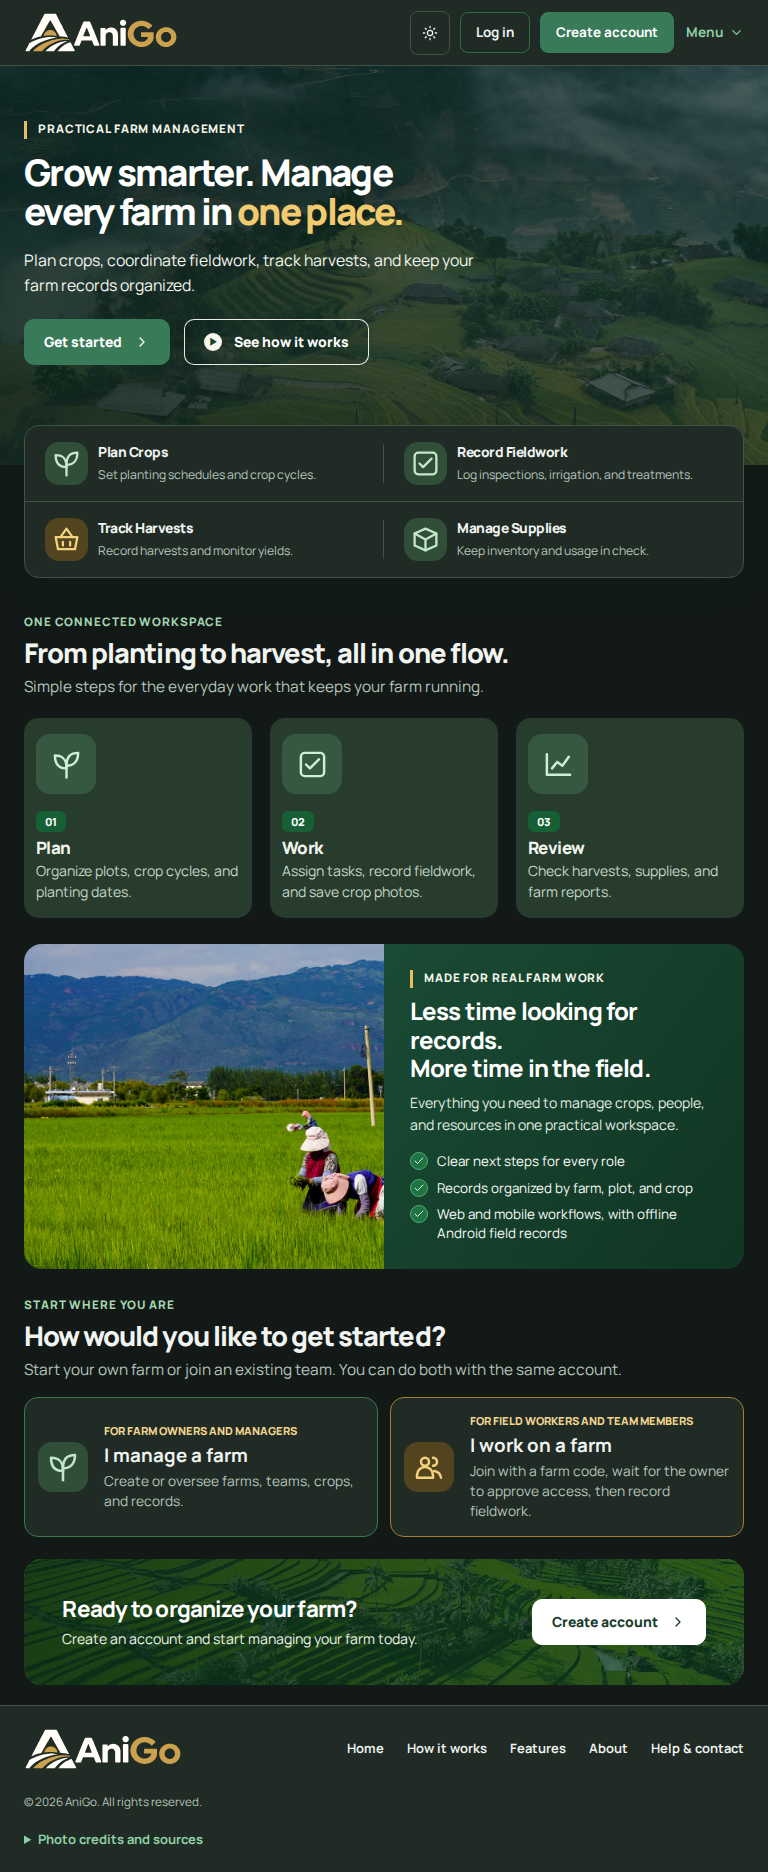 AniGo
Log in
Create account
Menu
PRACTICAL FARM MANAGEMENT
Grow smarter. Manage
every farm in one place.
Plan crops, coordinate fieldwork, track harvests, and keep your
farm records organized.
Get started
See how it works
Plan Crops
Set planting schedules and crop cycles.
Record Fieldwork
Log inspections, irrigation, and treatments.
Track Harvests
Record harvests and monitor yields.
Manage Supplies
Keep inventory and usage in check.
ONE CONNECTED WORKSPACE
From planting to harvest, all in one flow.
Simple steps for the everyday work that keeps your farm running.
01
Plan
Organize plots, crop cycles, and
planting dates.
02
Work
Assign tasks, record fieldwork,
and save crop photos.
03
Review
Check harvests, supplies, and
farm reports.
MADE FOR REAL FARM WORK
Less time looking for
records.
More time in the field.
Everything you need to manage crops, people,
and resources in one practical workspace.
Clear next steps for every role
Records organized by farm, plot, and crop
Web and mobile workflows, with offline
Android field records
START WHERE YOU ARE
How would you like to get started?
Start your own farm or join an existing team. You can do both with the same account.
FOR FARM OWNERS AND MANAGERS
I manage a farm
Create or oversee farms, teams, crops,
and records.
FOR FIELD WORKERS AND TEAM MEMBERS
I work on a farm
Join with a farm code, wait for the owner
to approve access, then record
fieldwork.
Ready to organize your farm?
Create an account and start managing your farm today.
Create account
AniGo
Home
How it works
Features
About
Help & contact
© 2026 AniGo. All rights reserved.
Photo credits and sources